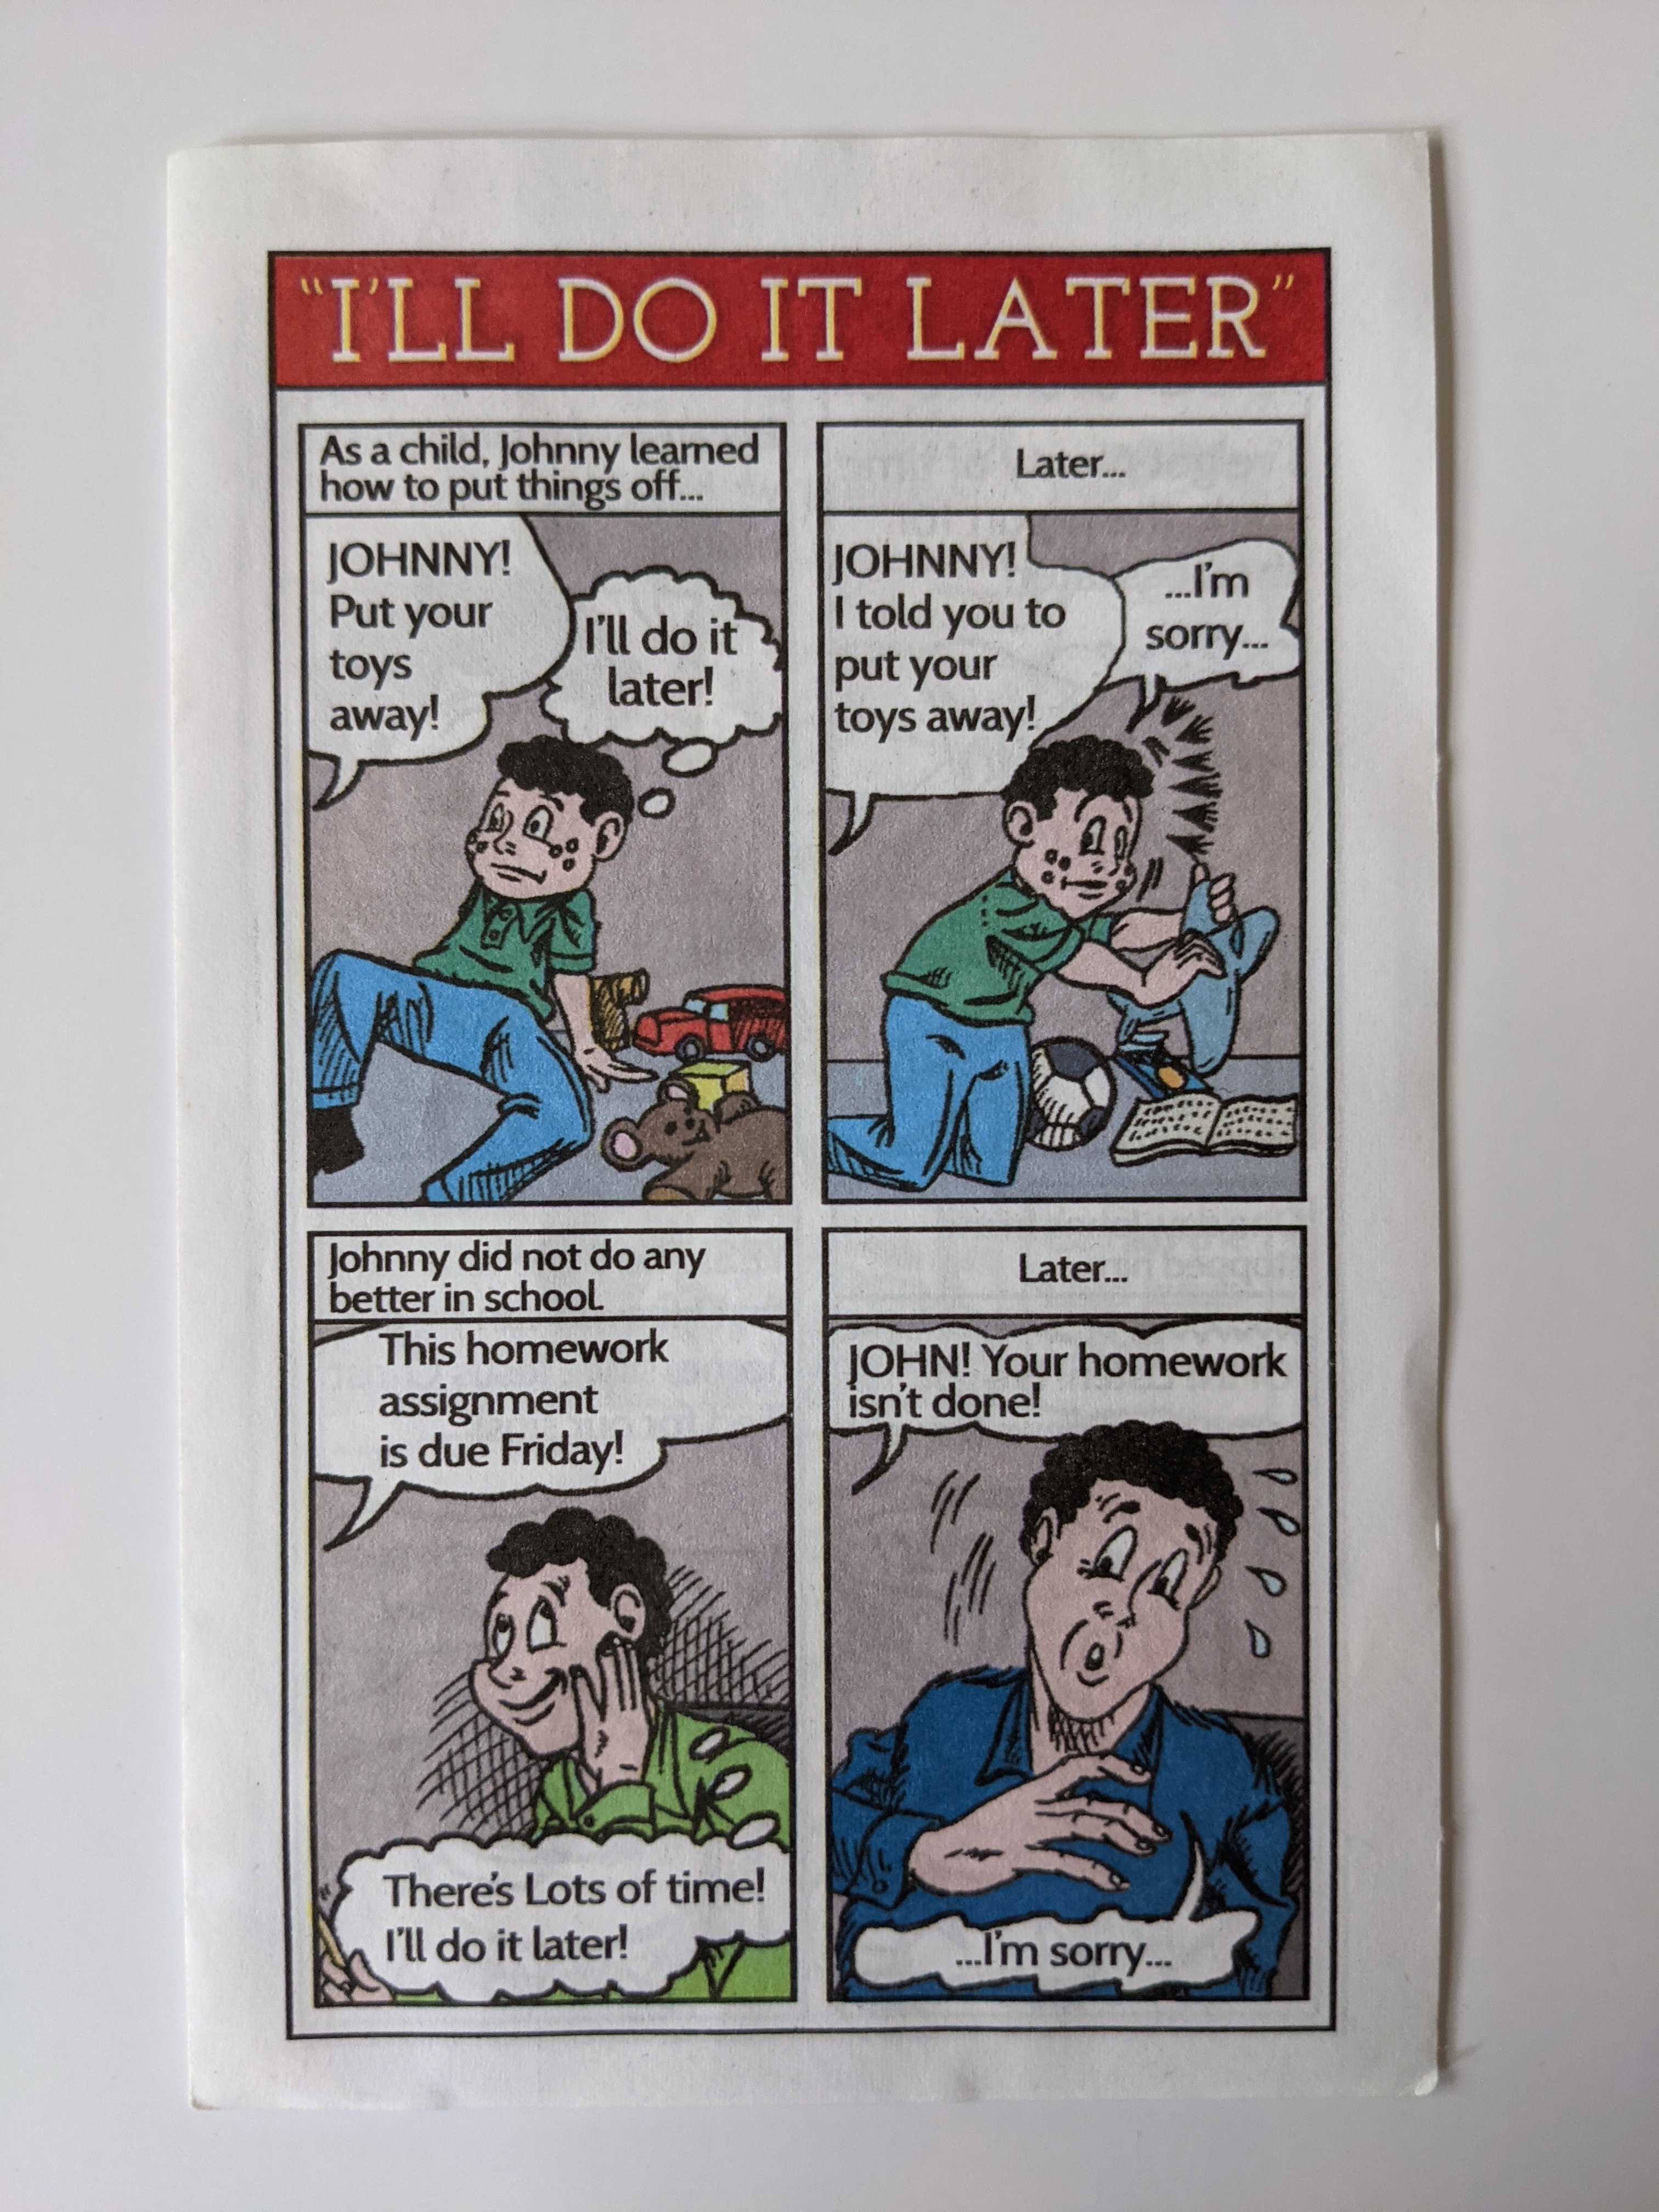 "I'LL DO IT LATER"
As a child, Johnny learned
how to put things off...
JOHNNY!
Put your
toys
away!
I'll do it
later!
Later...
JOHNNY!
I told you to
put your
toys away!
...I'm
sorry...
Johnny did not do any
better in school.
This homework
assignment
is due Friday!
There's Lots of time!
I'll do it later!
Later...
JOHN! Your homework
isn't done!
...I'm sorry...